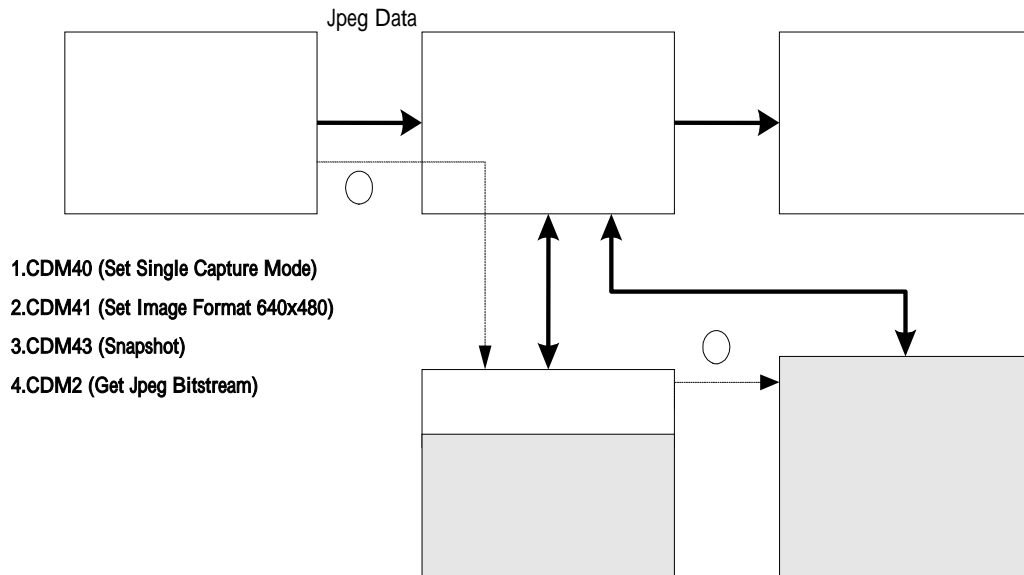 Jpeg Data
1.CDM40 (Set Single Capture Mode)
2.CDM41 (Set Image Format 640x480)
3.CDM43 (Snapshot)
4.CDM2 (Get Jpeg Bitstream)